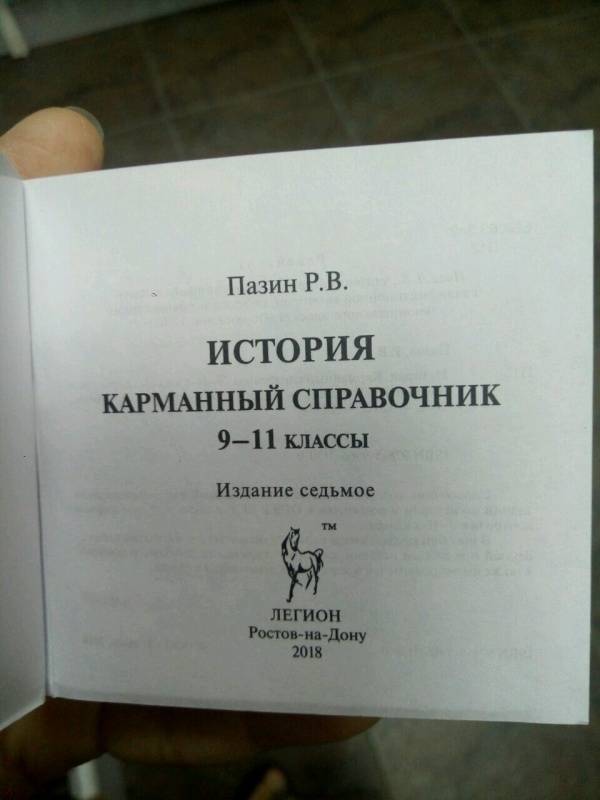 Пазин Р.В.
ИСТОРИЯ
КАРМАННЫЙ СПРАВОЧНИК
9–11 КЛАССЫ
Издание седьмое
™
ЛЕГИОН
Ростов-на-Дону
2018